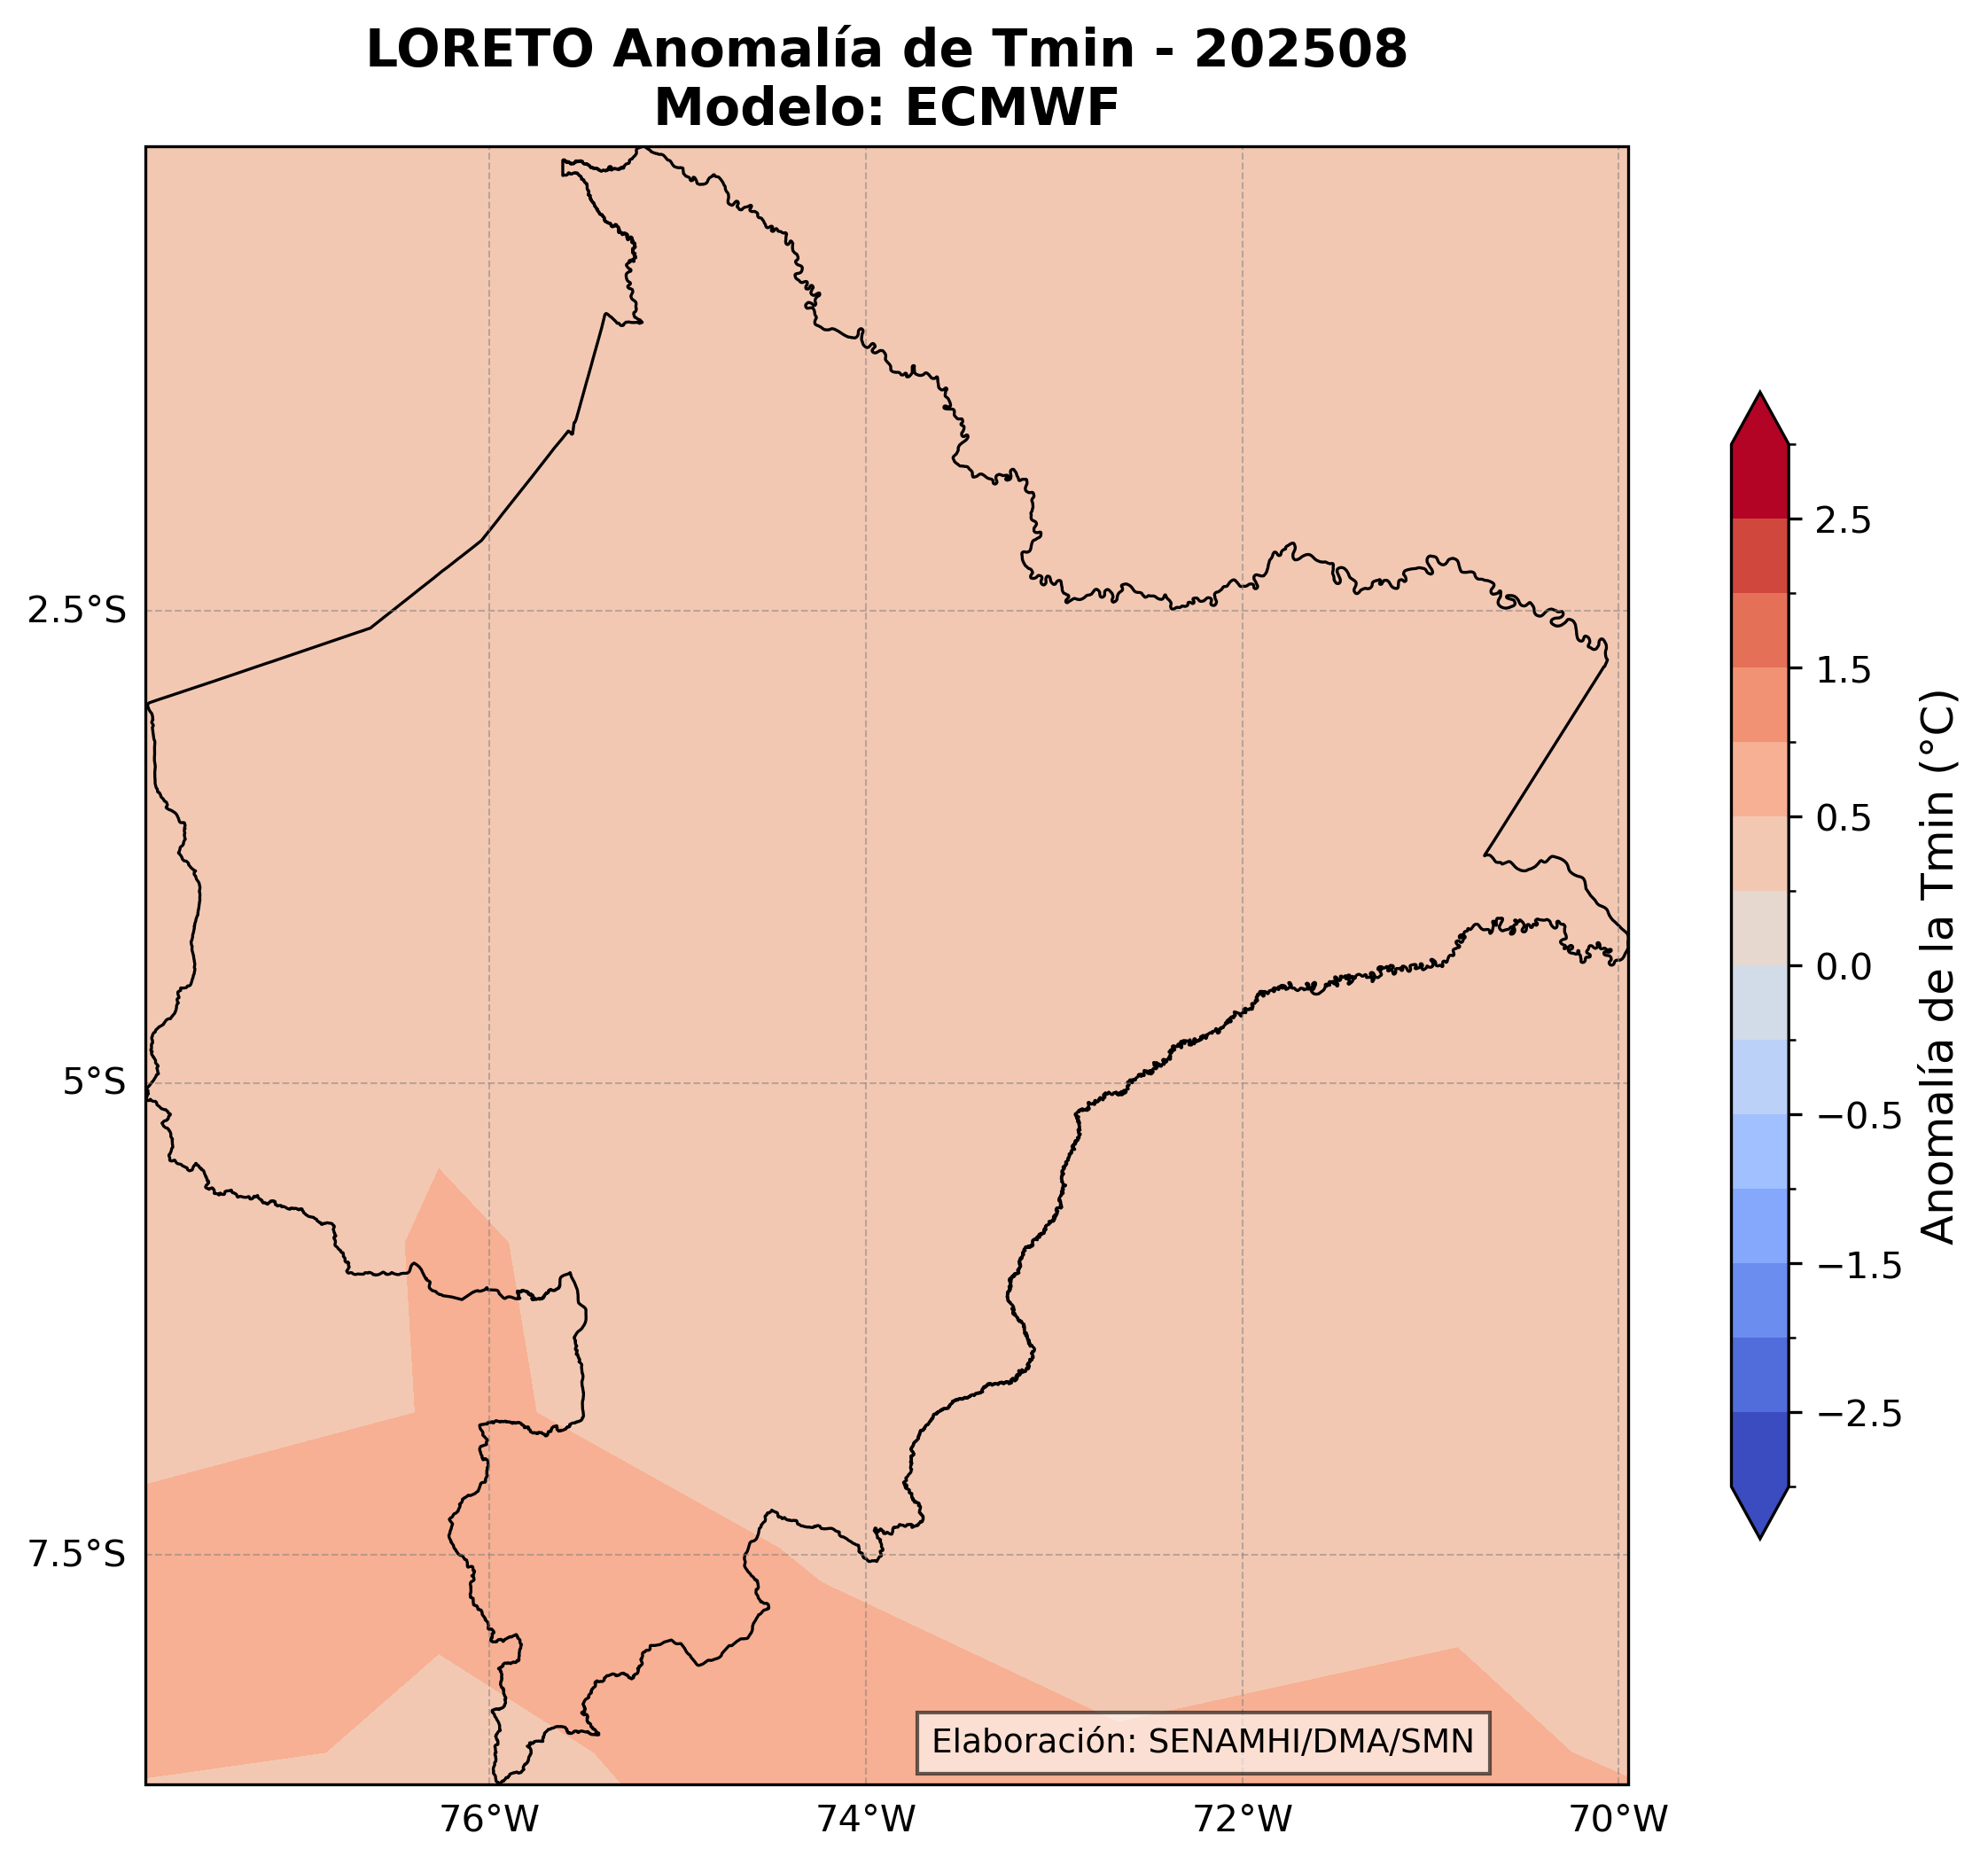 LORETO Anomalía de Tmin - 202508
Modelo: ECMWF
2.5°S
5°S
7.5°S
76°W
74°W
72°W
70°W
Elaboración: SENAMHI/DMA/SMN
2.5
1.5
0.5
0.0
−0.5
−1.5
−2.5
Anomalía de la Tmin (°C)